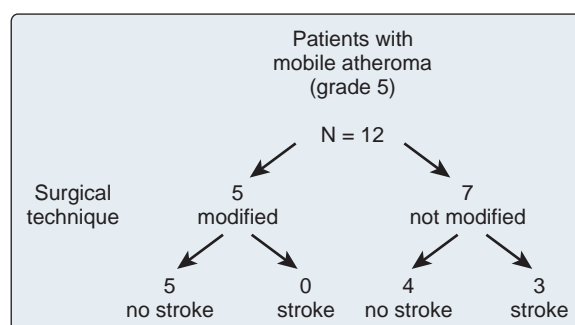 Patients with
mobile atheroma
(grade 5)
N = 12
Surgical
technique
5
modified
7
not modified
5
no stroke
0
stroke
4
no stroke
3
stroke